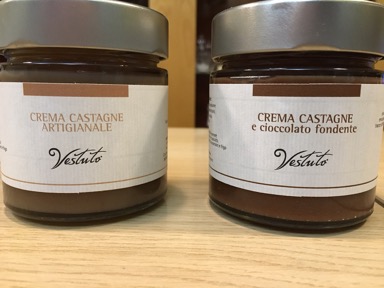 CREMA CASTAGNE
ARTIGIANALE
Vestuto
CREMA CASTAGNE
e cioccolato fondente
Vestuto